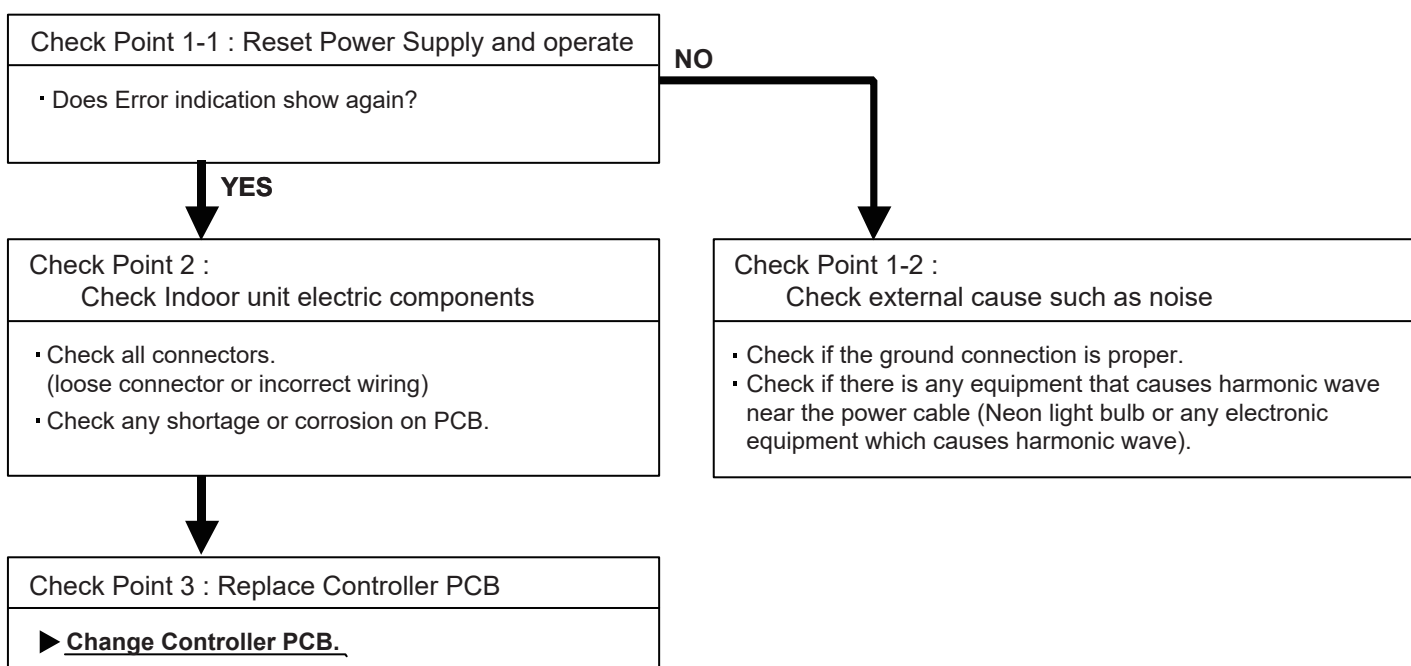 Check Point 1-1 : Reset Power Supply and operate
▪ Does Error indication show again?
NO
YES
Check Point 2 :
Check Indoor unit electric components
▪ Check all connectors.
(loose connector or incorrect wiring)
▪ Check any shortage or corrosion on PCB.
Check Point 1-2 :
Check external cause such as noise
▪ Check if the ground connection is proper.
▪ Check if there is any equipment that causes harmonic wave
near the power cable (Neon light bulb or any electronic
equipment which causes harmonic wave).
Check Point 3 : Replace Controller PCB
▶ Change Controller PCB.